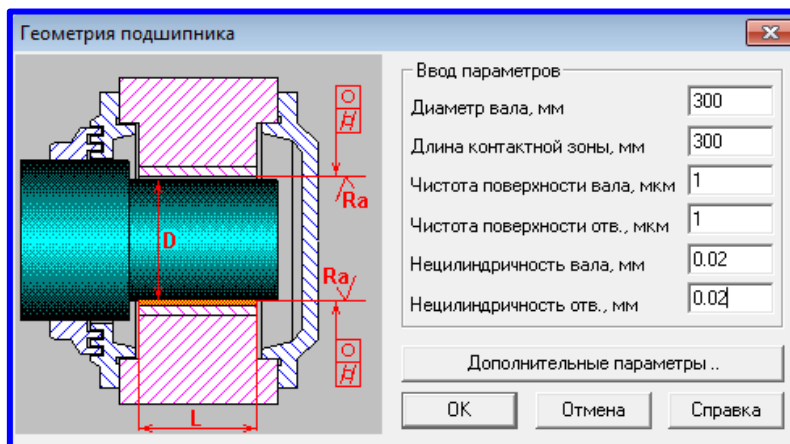 Геометрия подшипника
Ввод параметров
Диаметр вала, мм 300
Длина контактной зоны, мм 300
Чистота поверхности вала, мкм 1
Чистота поверхности отв., мкм 1
Нецилиндричность вала, мм 0.02
Нецилиндричность отв., мм 0.02
Дополнительные параметры ..
OK Отмена Справка
Ra
D
Ra
L